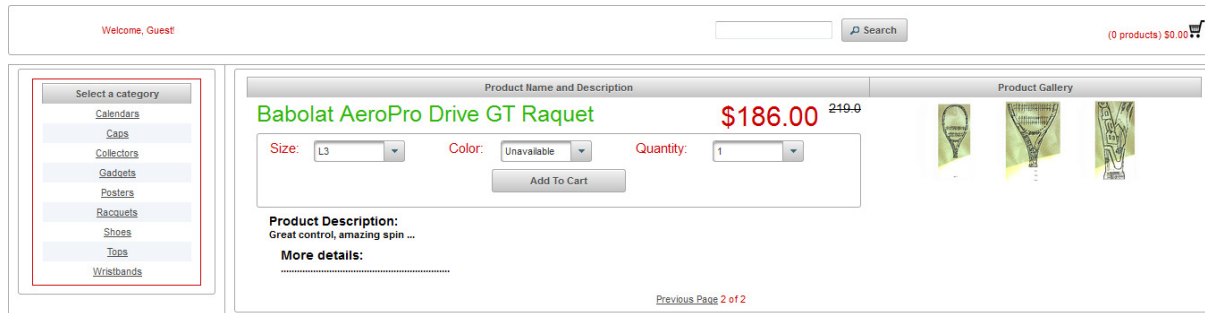 Welcome, Guest!
Search
(0 products) $0.00
Select a category
Calendars
Caps
Collectors
Gadgets
Posters
Racquets
Shoes
Tops
Wristbands
Product Name and Description
Product Gallery
Babolat AeroPro Drive GT Raquet
$186.00 219.0
Size: L3 Color: Unavailable Quantity: 1
Add To Cart
Product Description:
Great control, amazing spin ...
More details:
...............................................................
Previous Page 2 of 2